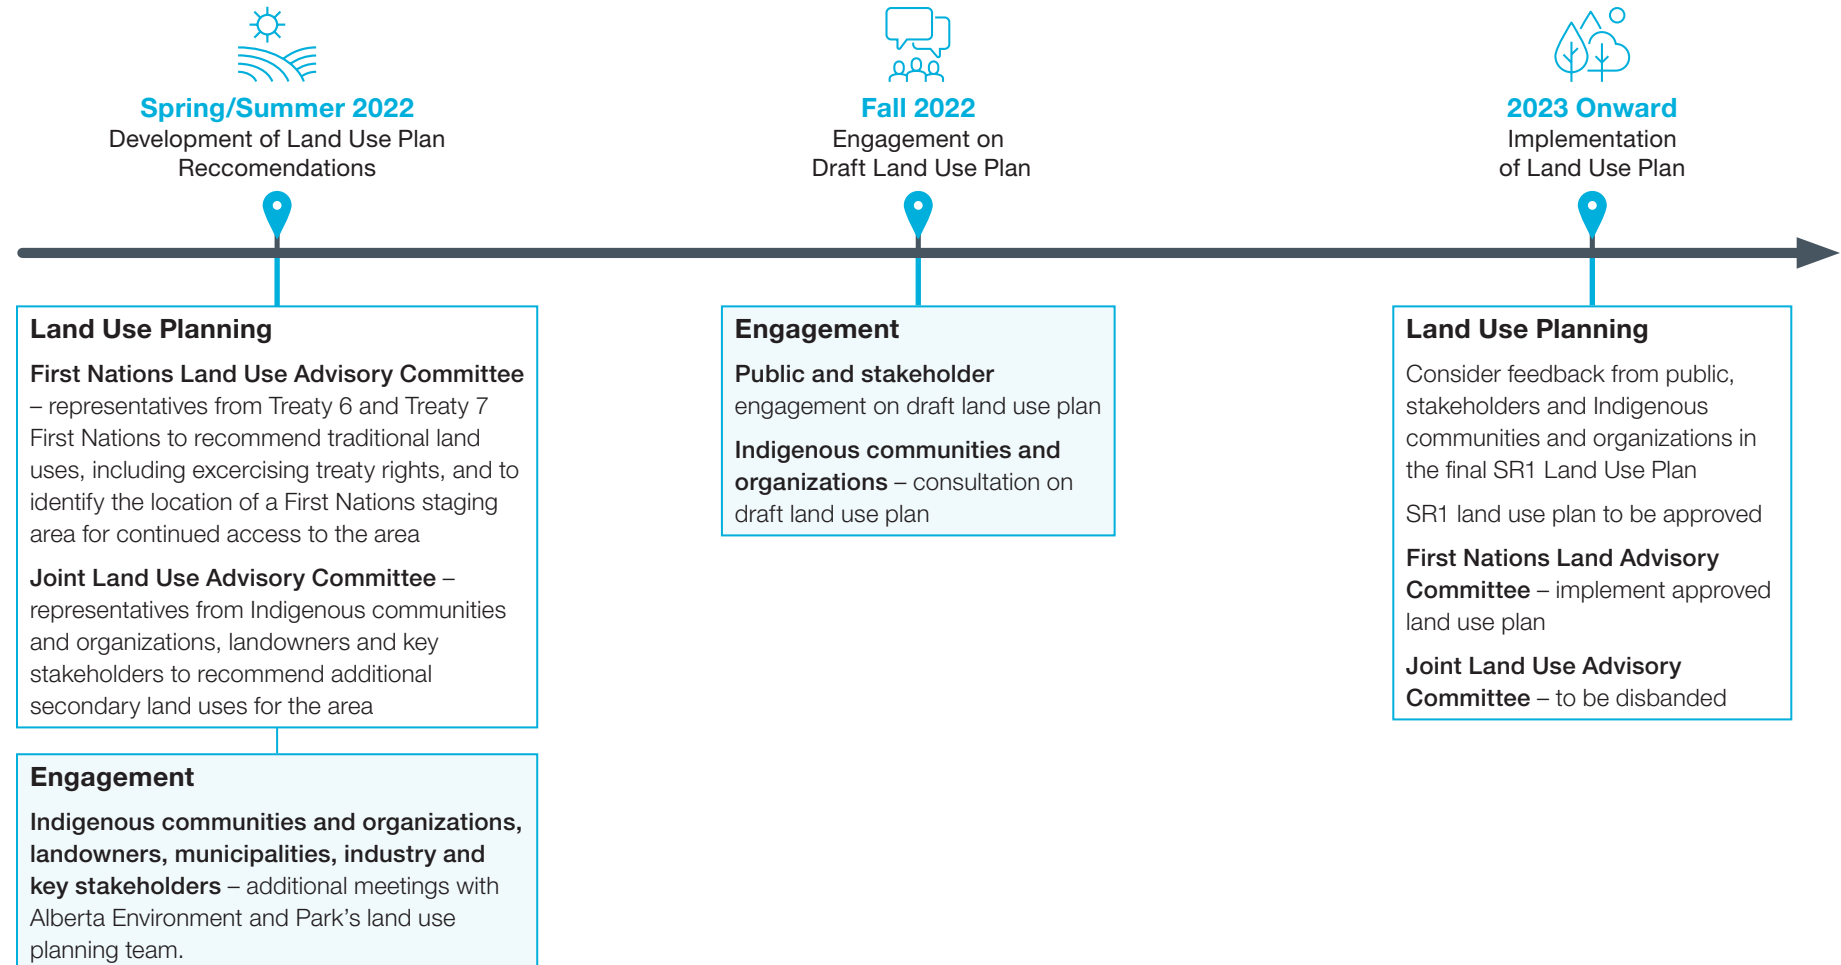 Spring/Summer 2022
Development of Land Use Plan
Reccomendations
Fall 2022
Engagement on
Draft Land Use Plan
2023 Onward
Implementation
of Land Use Plan
Land Use Planning
First Nations Land Use Advisory Committee
– representatives from Treaty 6 and Treaty 7
First Nations to recommend traditional land
uses, including excercising treaty rights, and to
identify the location of a First Nations staging
area for continued access to the area
Joint Land Use Advisory Committee –
representatives from Indigenous communities
and organizations, landowners and key
stakeholders to recommend additional
secondary land uses for the area
Engagement
Indigenous communities and organizations,
landowners, municipalities, industry and
key stakeholders – additional meetings with
Alberta Environment and Park’s land use
planning team.
Engagement
Public and stakeholder
engagement on draft land use plan
Indigenous communities and
organizations – consultation on
draft land use plan
Land Use Planning
Consider feedback from public,
stakeholders and Indigenous
communities and organizations in
the final SR1 Land Use Plan
SR1 land use plan to be approved
First Nations Land Advisory
Committee – implement approved
land use plan
Joint Land Use Advisory
Committee – to be disbanded